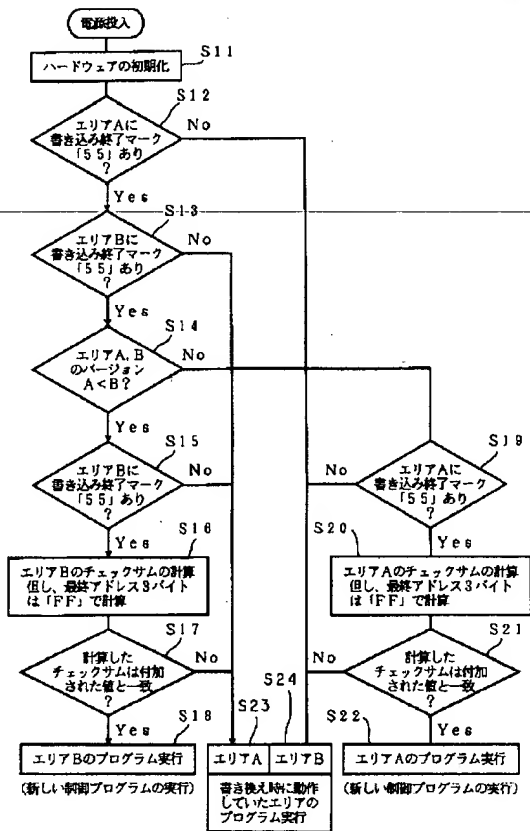 電源投入
S11
ハードウェアの初期化
S12
エリアAに
書き込み終了マーク
「55」あり
?
No
Yes
S13
エリアBに
書き込み終了マーク
「55」あり
?
No
Yes
S14
エリアA, B
のバージョン
A<B?
No
Yes
S15
エリアBに
書き込み終了マーク
「55」あり
?
No
Yes
S19
エリアAに
書き込み終了マーク
「55」あり
?
No
Yes
S16
エリアBのチェックサムの計算
但し、最終アドレス3バイト
は「FF」で計算
S20
エリアAのチェックサムの計算
但し、最終アドレス3バイト
は「FF」で計算
S17
計算した
チェックサムは付加
された値と一致
?
No
Yes
S21
計算した
チェックサムは付加
された値と一致
?
No
Yes
S18
エリアBのプログラム実行
(新しい制御プログラムの実行)
S23
エリアA
S24
エリアB
書き換え時に動作
していたエリアの
プログラム実行
S22
エリアAのプログラム実行
(新しい制御プログラムの実行)